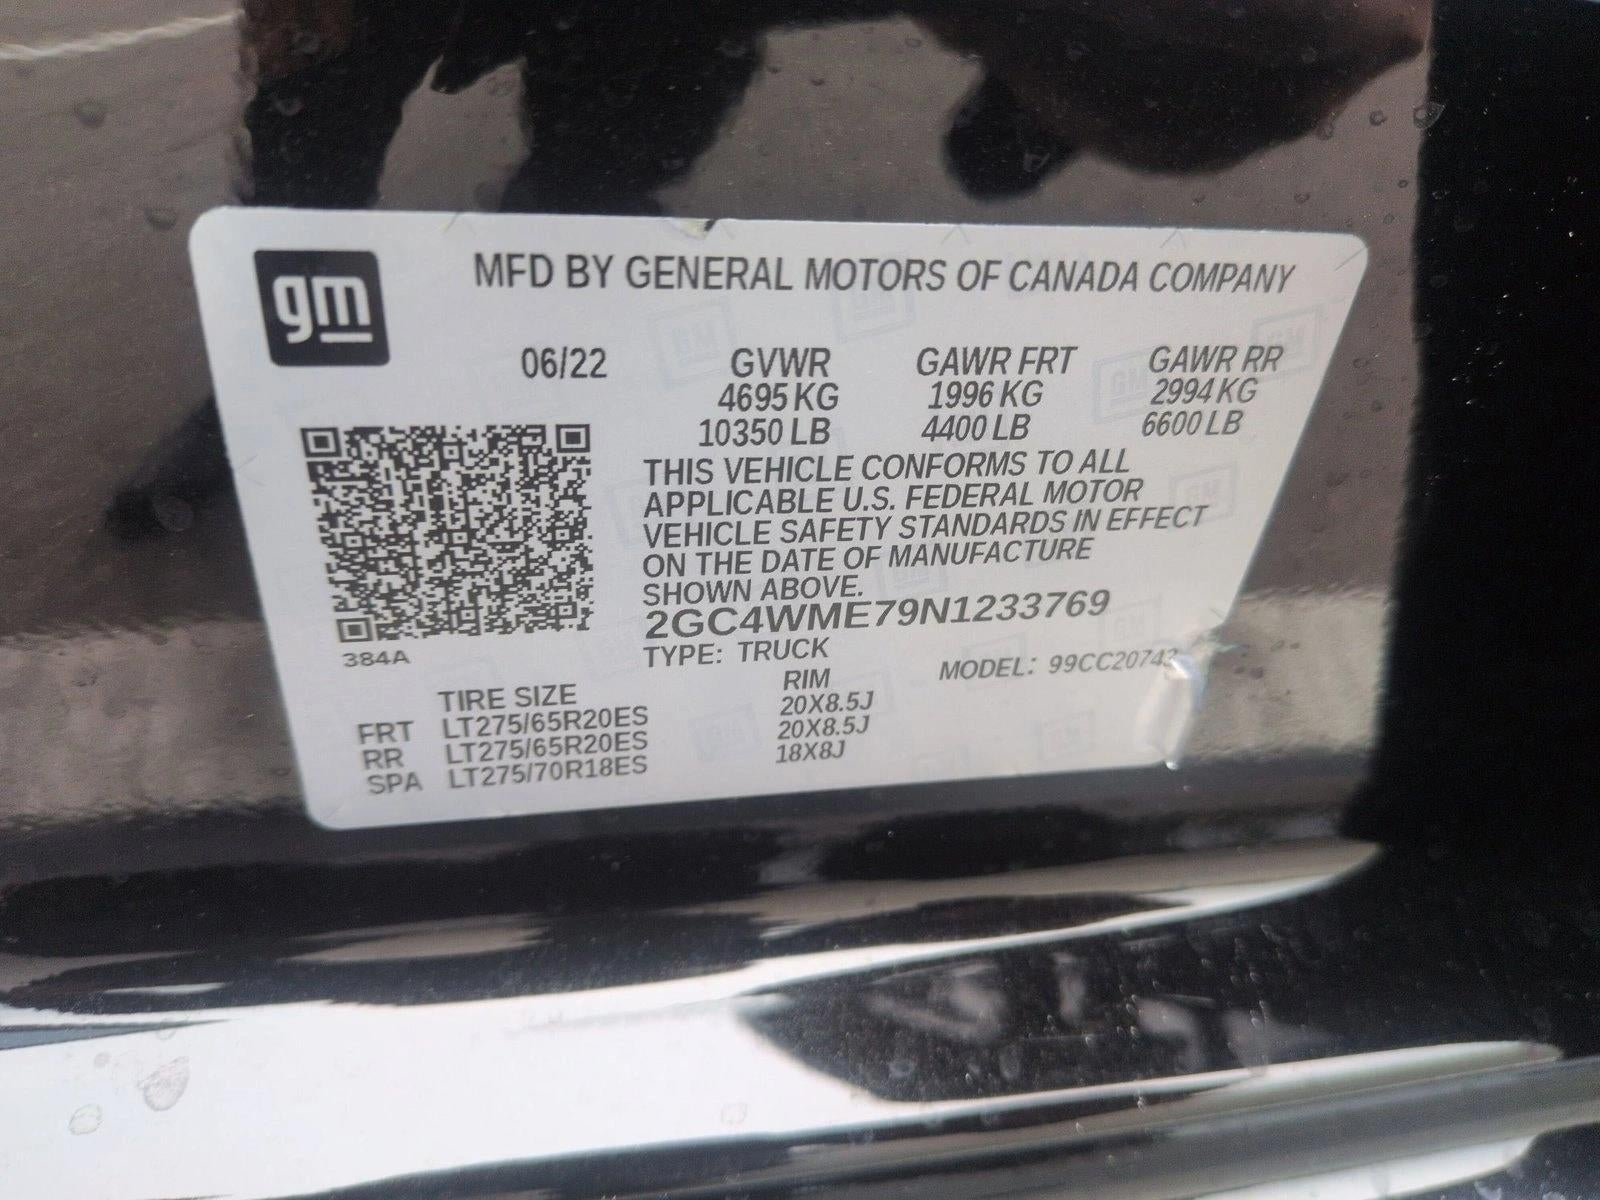 gm
MFD BY GENERAL MOTORS OF CANADA COMPANY
06/22 GVWR GAWR FRT GAWR RR
4695 KG 1996 KG 2994 KG
10350 LB 4400 LB 6600 LB
THIS VEHICLE CONFORMS TO ALL
APPLICABLE U.S. FEDERAL MOTOR
VEHICLE SAFETY STANDARDS IN EFFECT
ON THE DATE OF MANUFACTURE
SHOWN ABOVE.
2GC4WME79N1233769
384A
TYPE: TRUCK MODEL: 99CC20743
TIRE SIZE RIM
FRT LT275/65R20ES 20X8.5J
RR LT275/65R20ES 20X8.5J
SPA LT275/70R18ES 18X8J